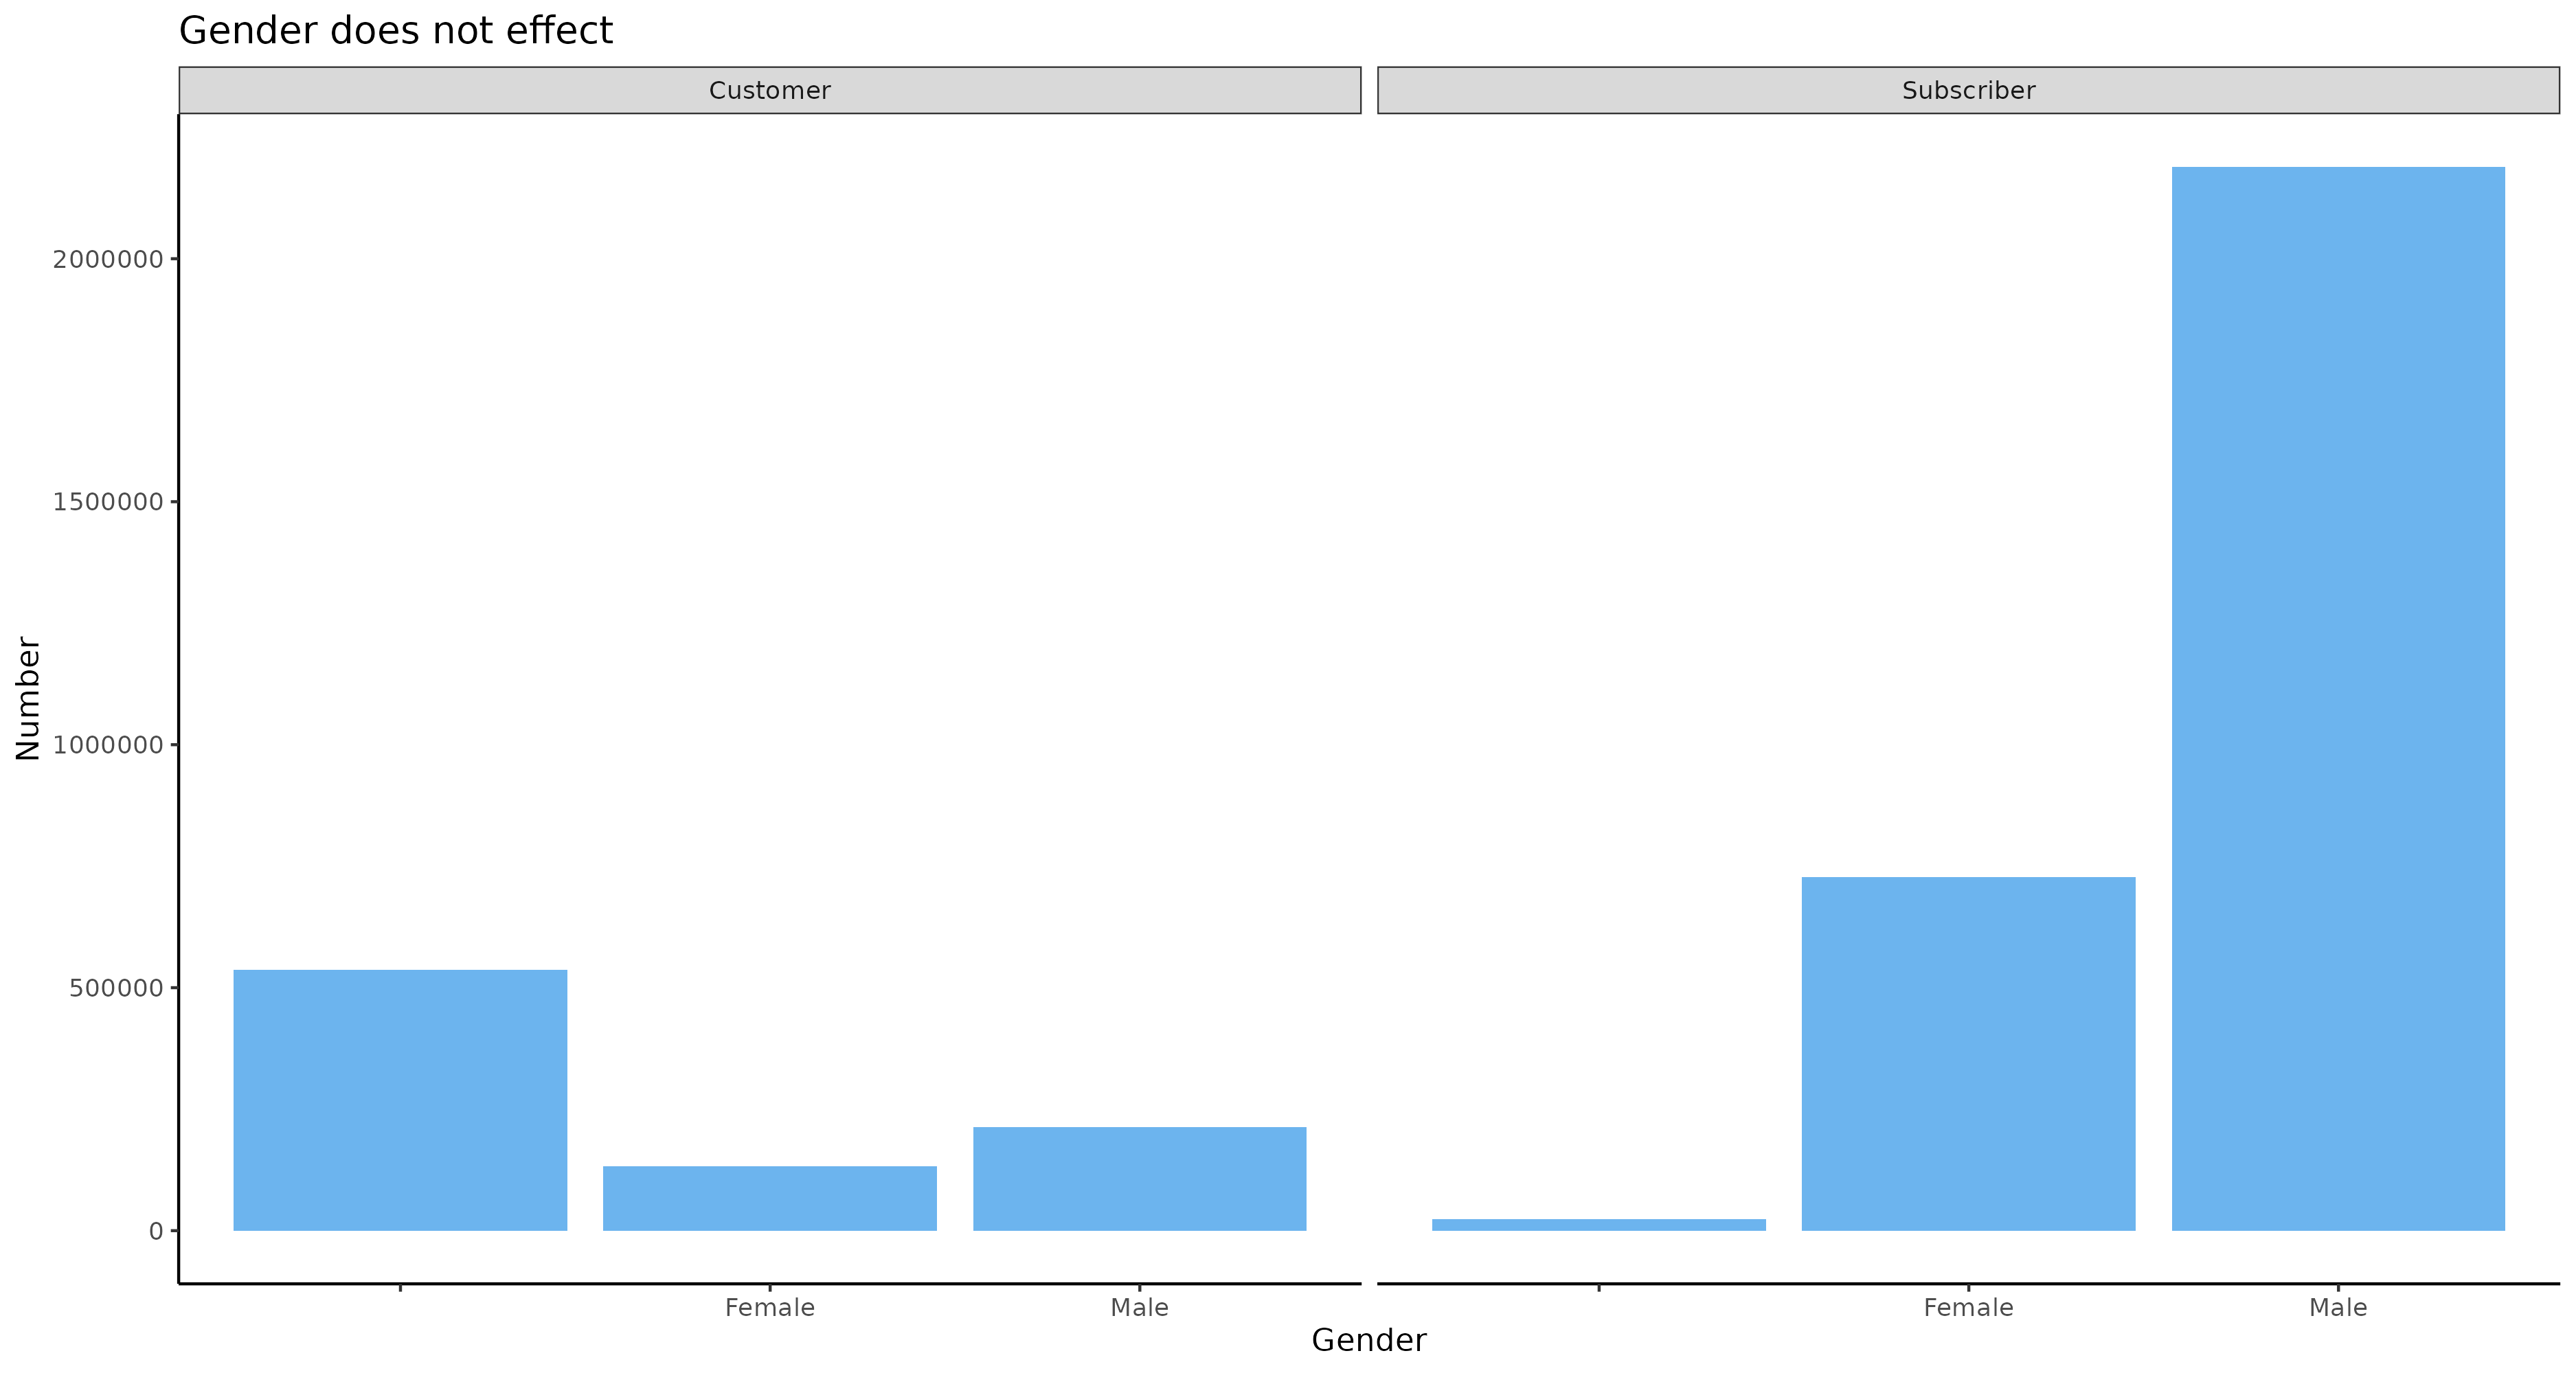 Gender does not effect
Customer
Subscriber
Number
2000000
1500000
1000000
500000
0
Female
Male
Female
Male
Gender